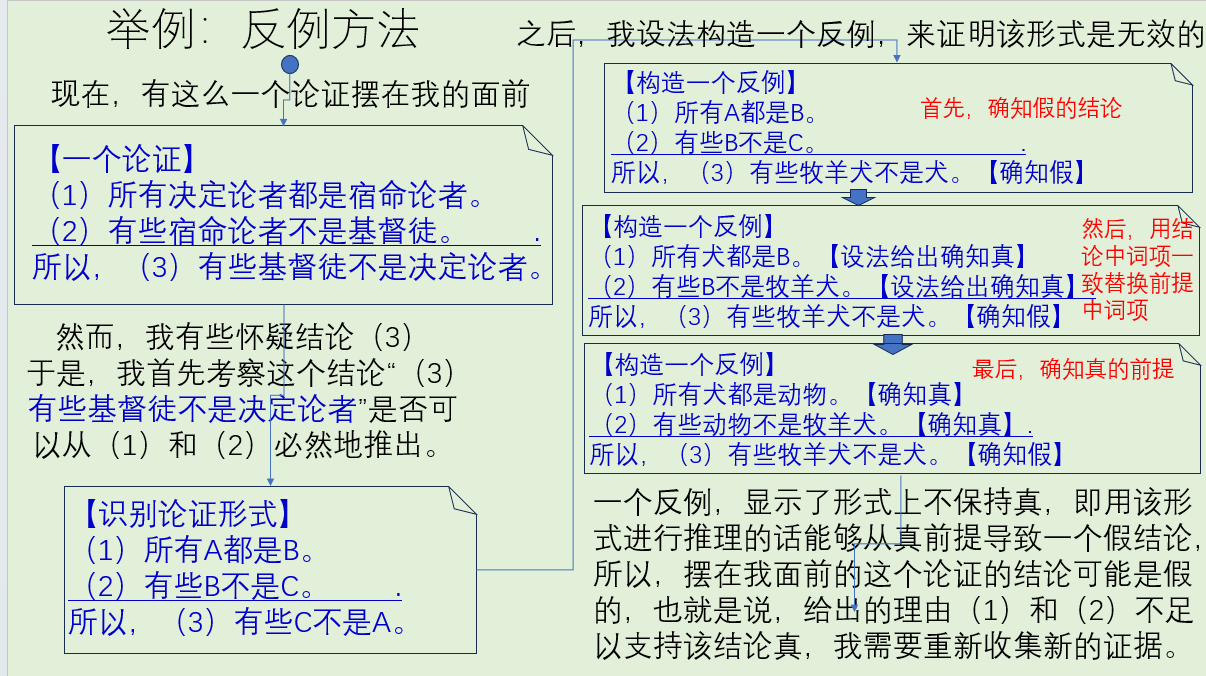 举例：反例方法
现在，有这么一个论证摆在我的面前
【一个论证】
（1）所有决定论者都是宿命论者。
（2）有些宿命论者不是基督徒。 .
所以，（3）有些基督徒不是决定论者。
然而，我有些怀疑结论（3）
于是，我首先考察这个结论“（3）
有些基督徒不是决定论者”是否可
以从（1）和（2）必然地推出。
【识别论证形式】
（1）所有A都是B。
（2）有些B不是C。 .
所以，（3）有些C不是A。
之后，我设法构造一个反例，来证明该形式是无效的
【构造一个反例】
（1）所有A都是B。
（2）有些B不是C。 .
所以，（3）有些牧羊犬不是犬。【确知假】
首先，确知假的结论
【构造一个反例】
（1）所有犬都是B。【设法给出确知真】
（2）有些B不是牧羊犬。【设法给出确知真】.
所以，（3）有些牧羊犬不是犬。【确知假】
然后，用结
论中词项一
致替换前提
中词项
【构造一个反例】
（1）所有犬都是动物。【确知真】
（2）有些动物不是牧羊犬。【确知真】.
所以，（3）有些牧羊犬不是犬。【确知假】
最后，确知真的前提
一个反例，显示了形式上不保持真，即用该形
式进行推理的话能够从真前提导致一个假结论，
所以，摆在我面前的这个论证的结论可能是假
的，也就是说，给出的理由（1）和（2）不足
以支持该结论真，我需要重新收集新的证据。